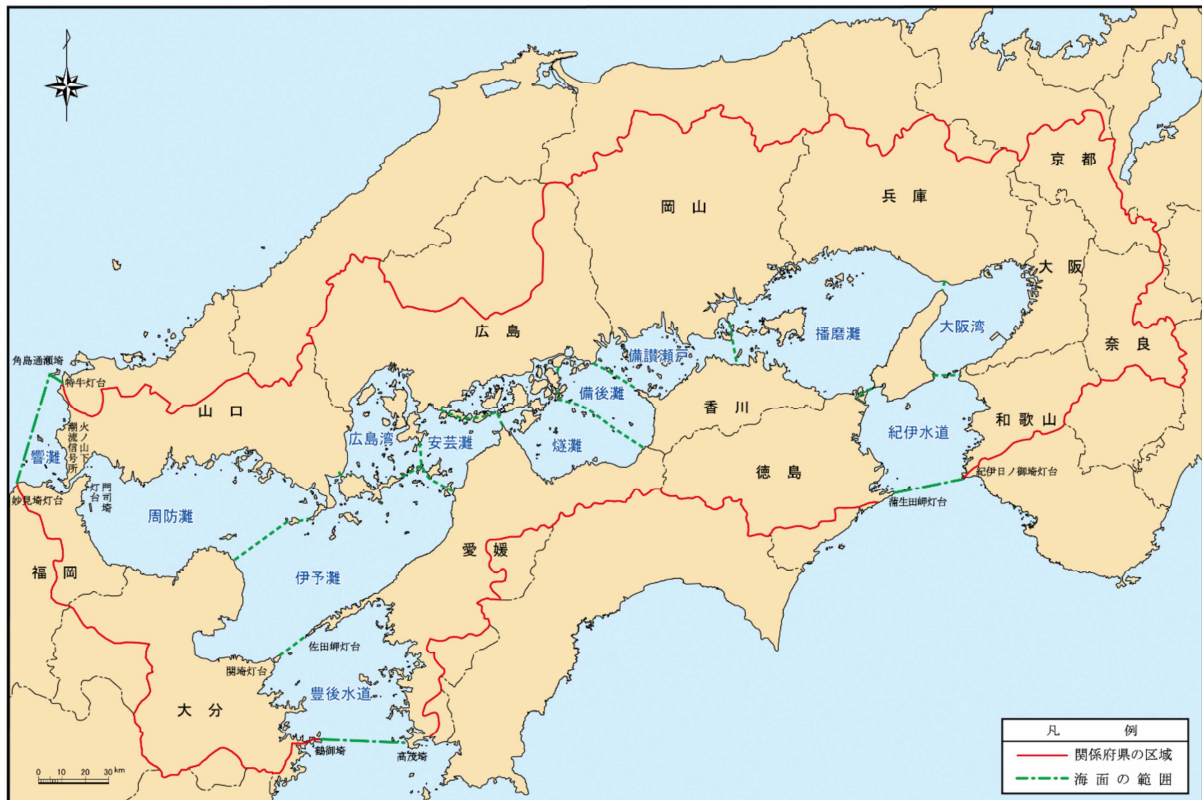 京都
兵庫
岡山
大阪
広島
播磨灘
大阪湾
備讃瀬戸
奈良
角島通瀬埼
特牛灯台
備後灘
山口
香川
和歌山
火ノ山下
潮流信号所
広島湾
安芸灘
燧灘
紀伊水道
響灘
徳島
紀伊日ノ御埼灯台
妙見埼灯台
門司埼
灯台
蒲生田岬灯台
周防灘
愛媛
福岡
伊予灘
佐田岬灯台
関埼灯台
豊後水道
大分
鶴御埼
高茂埼
凡例
関係府県の区域
海面の範囲
0 10 20 30 km